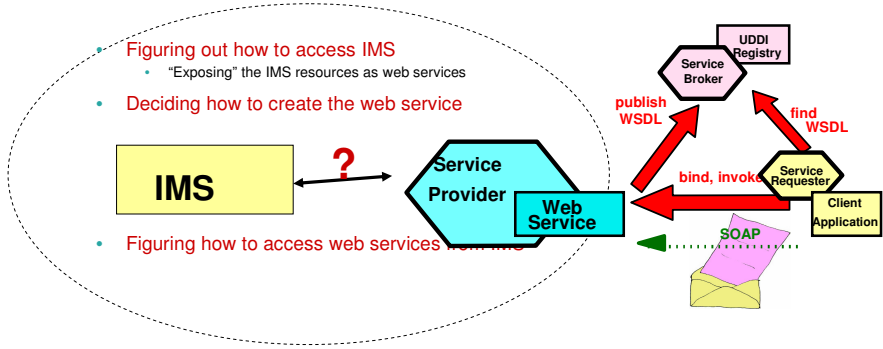 • Figuring out how to access IMS
• “Exposing” the IMS resources as web services
• Deciding how to create the web service
IMS
?
Service
Provider
Web
Service
• Figuring how to access web services from IMS
UDDI
Registry
Service
Broker
publish
WSDL
find
WSDL
bind, invoke
Service
Requester
Client
Application
SOAP